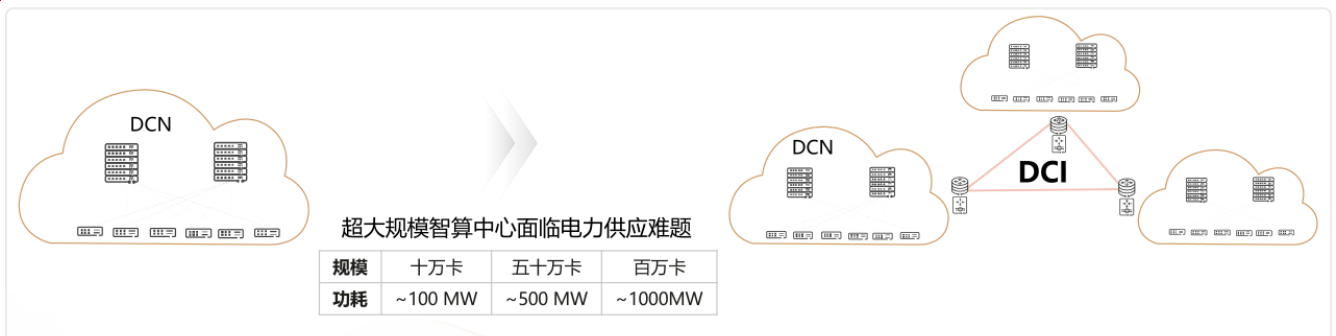 DCN
超大规模智算中心面临电力供应难题
规模 十万卡 五十万卡 百万卡
功耗 ~100 MW ~500 MW ~1000MW
DCN
DCI